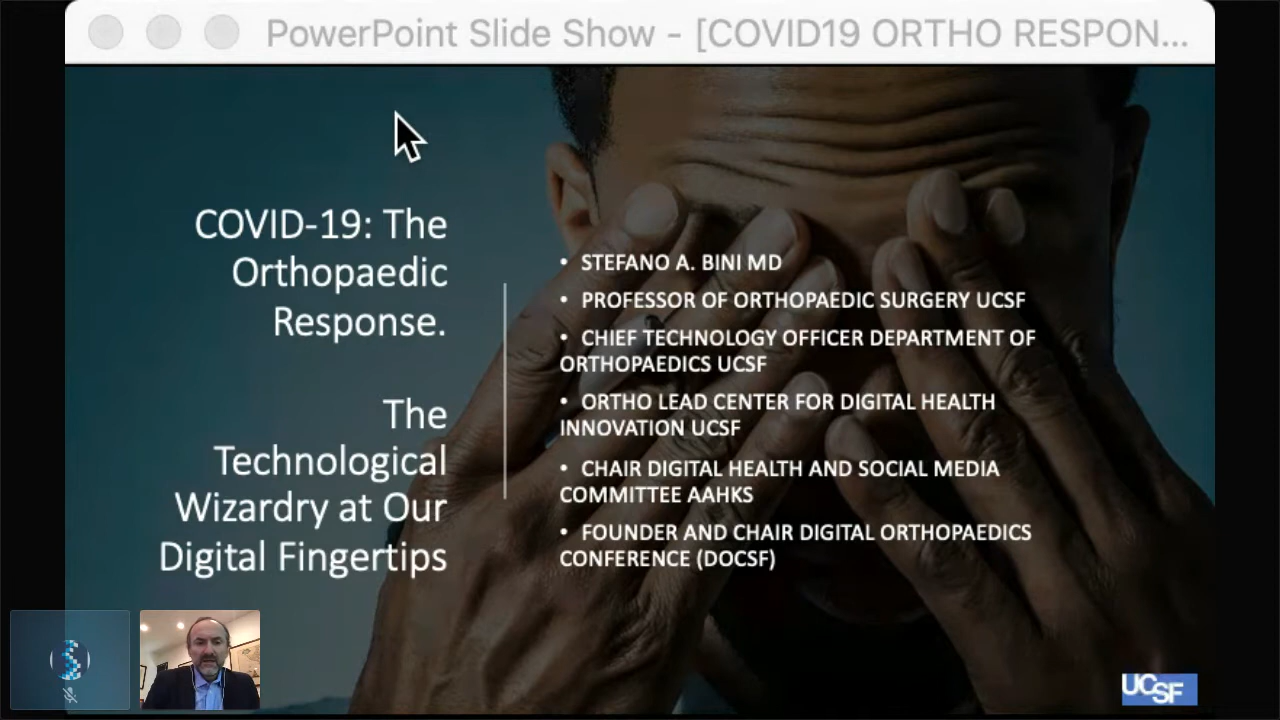 PowerPoint Slide Show - [COVID19 ORTHO RESPON...
COVID-19: The
Orthopaedic
Response.
The
Technological
Wizardry at Our
Digital Fingertips
• STEFANO A. BINI MD
• PROFESSOR OF ORTHOPAEDIC SURGERY UCSF
• CHIEF TECHNOLOGY OFFICER DEPARTMENT OF
ORTHOPAEDICS UCSF
• ORTHO LEAD CENTER FOR DIGITAL HEALTH
INNOVATION UCSF
• CHAIR DIGITAL HEALTH AND SOCIAL MEDIA
COMMITTEE AAHKS
• FOUNDER AND CHAIR DIGITAL ORTHOPAEDICS
CONFERENCE (DOCSF)
UCSF